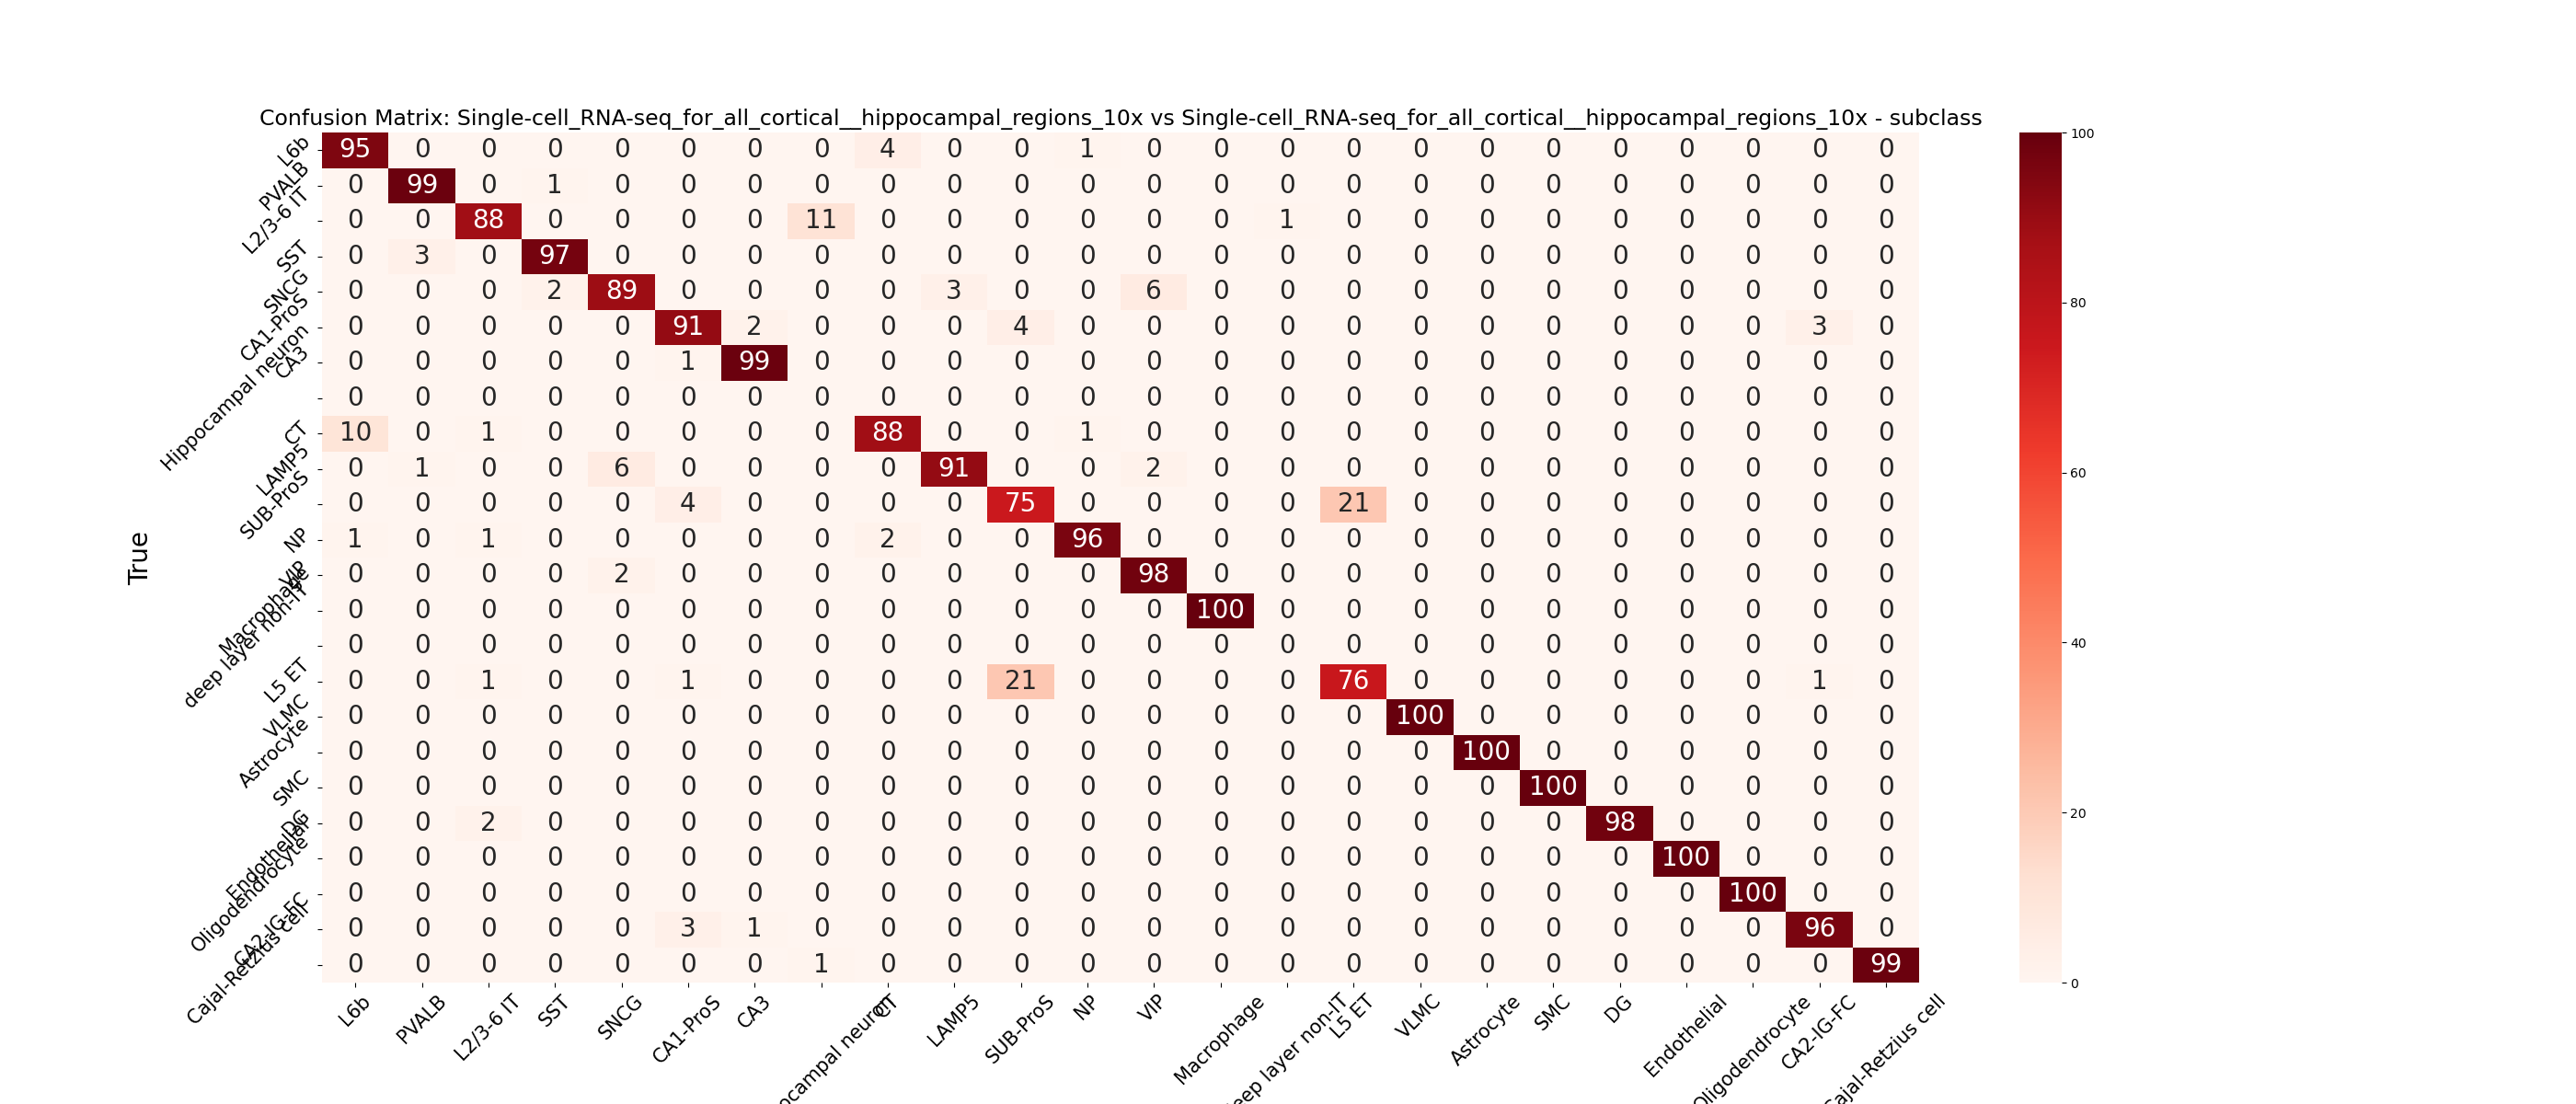 Confusion Matrix: Single-cell_RNA-seq_for_all_cortical__hippocampal_regions_10x vs Single-cell_RNA-seq_for_all_cortical__hippocampal_regions_10x - subclass
True
L6b 95 0 0 0 0 0 0 0 4 0 0 1 0 0 0 0 0 0 0 0 0 0 0 0
PVALB 0 99 0 1 0 0 0 0 0 0 0 0 0 0 0 0 0 0 0 0 0 0 0 0
L2/3-6 IT 0 0 88 0 0 0 0 11 0 0 0 0 0 0 1 0 0 0 0 0 0 0 0 0
SST 0 3 0 97 0 0 0 0 0 0 0 0 0 0 0 0 0 0 0 0 0 0 0 0
SNCG 0 0 0 2 89 0 0 0 0 3 0 0 6 0 0 0 0 0 0 0 0 0 0 0
CA1-ProS 0 0 0 0 0 91 2 0 0 0 4 0 0 0 0 0 0 0 0 0 0 0 3 0
CA3 0 0 0 0 0 1 99 0 0 0 0 0 0 0 0 0 0 0 0 0 0 0 0 0
Hippocampal neuron 0 0 0 0 0 0 0 0 0 0 0 0 0 0 0 0 0 0 0 0 0 0 0 0
CT 10 0 1 0 0 0 0 0 88 0 0 1 0 0 0 0 0 0 0 0 0 0 0 0
LAMP5 0 1 0 0 6 0 0 0 0 91 0 0 2 0 0 0 0 0 0 0 0 0 0 0
SUB-ProS 0 0 0 0 0 4 0 0 0 0 75 0 0 0 0 21 0 0 0 0 0 0 0 0
NP 1 0 1 0 0 0 0 0 2 0 0 96 0 0 0 0 0 0 0 0 0 0 0 0
VIP 0 0 0 0 2 0 0 0 0 0 0 0 98 0 0 0 0 0 0 0 0 0 0 0
Macrophage 0 0 0 0 0 0 0 0 0 0 0 0 0 100 0 0 0 0 0 0 0 0 0 0
deep layer non-IT 0 0 0 0 0 0 0 0 0 0 0 0 0 0 0 0 0 0 0 0 0 0 0 0
L5 ET 0 0 1 0 0 1 0 0 0 0 21 0 0 0 0 76 0 0 0 0 0 0 1 0
VLMC 0 0 0 0 0 0 0 0 0 0 0 0 0 0 0 0 100 0 0 0 0 0 0 0
Astrocyte 0 0 0 0 0 0 0 0 0 0 0 0 0 0 0 0 0 100 0 0 0 0 0 0
SMC 0 0 0 0 0 0 0 0 0 0 0 0 0 0 0 0 0 0 100 0 0 0 0 0
DG 0 0 2 0 0 0 0 0 0 0 0 0 0 0 0 0 0 0 0 98 0 0 0 0
Endothelial 0 0 0 0 0 0 0 0 0 0 0 0 0 0 0 0 0 0 0 0 100 0 0 0
Oligodendrocyte 0 0 0 0 0 0 0 0 0 0 0 0 0 0 0 0 0 0 0 0 0 100 0 0
CA2-IG-FC 0 0 0 0 0 3 1 0 0 0 0 0 0 0 0 0 0 0 0 0 0 0 96 0
Cajal-Retzius cell 0 0 0 0 0 0 0 1 0 0 0 0 0 0 0 0 0 0 0 0 0 0 0 99
L6b
PVALB
L2/3-6 IT
SST
SNCG
CA1-ProS
CA3
ocampal neuron
CT
LAMP5
SUB-ProS
NP
VIP
Macrophage
eep layer non-IT
L5 ET
VLMC
Astrocyte
SMC
DG
Endothelial
Oligodendrocyte
CA2-IG-FC
Cajal-Retzius cell
100
80
60
40
20
0